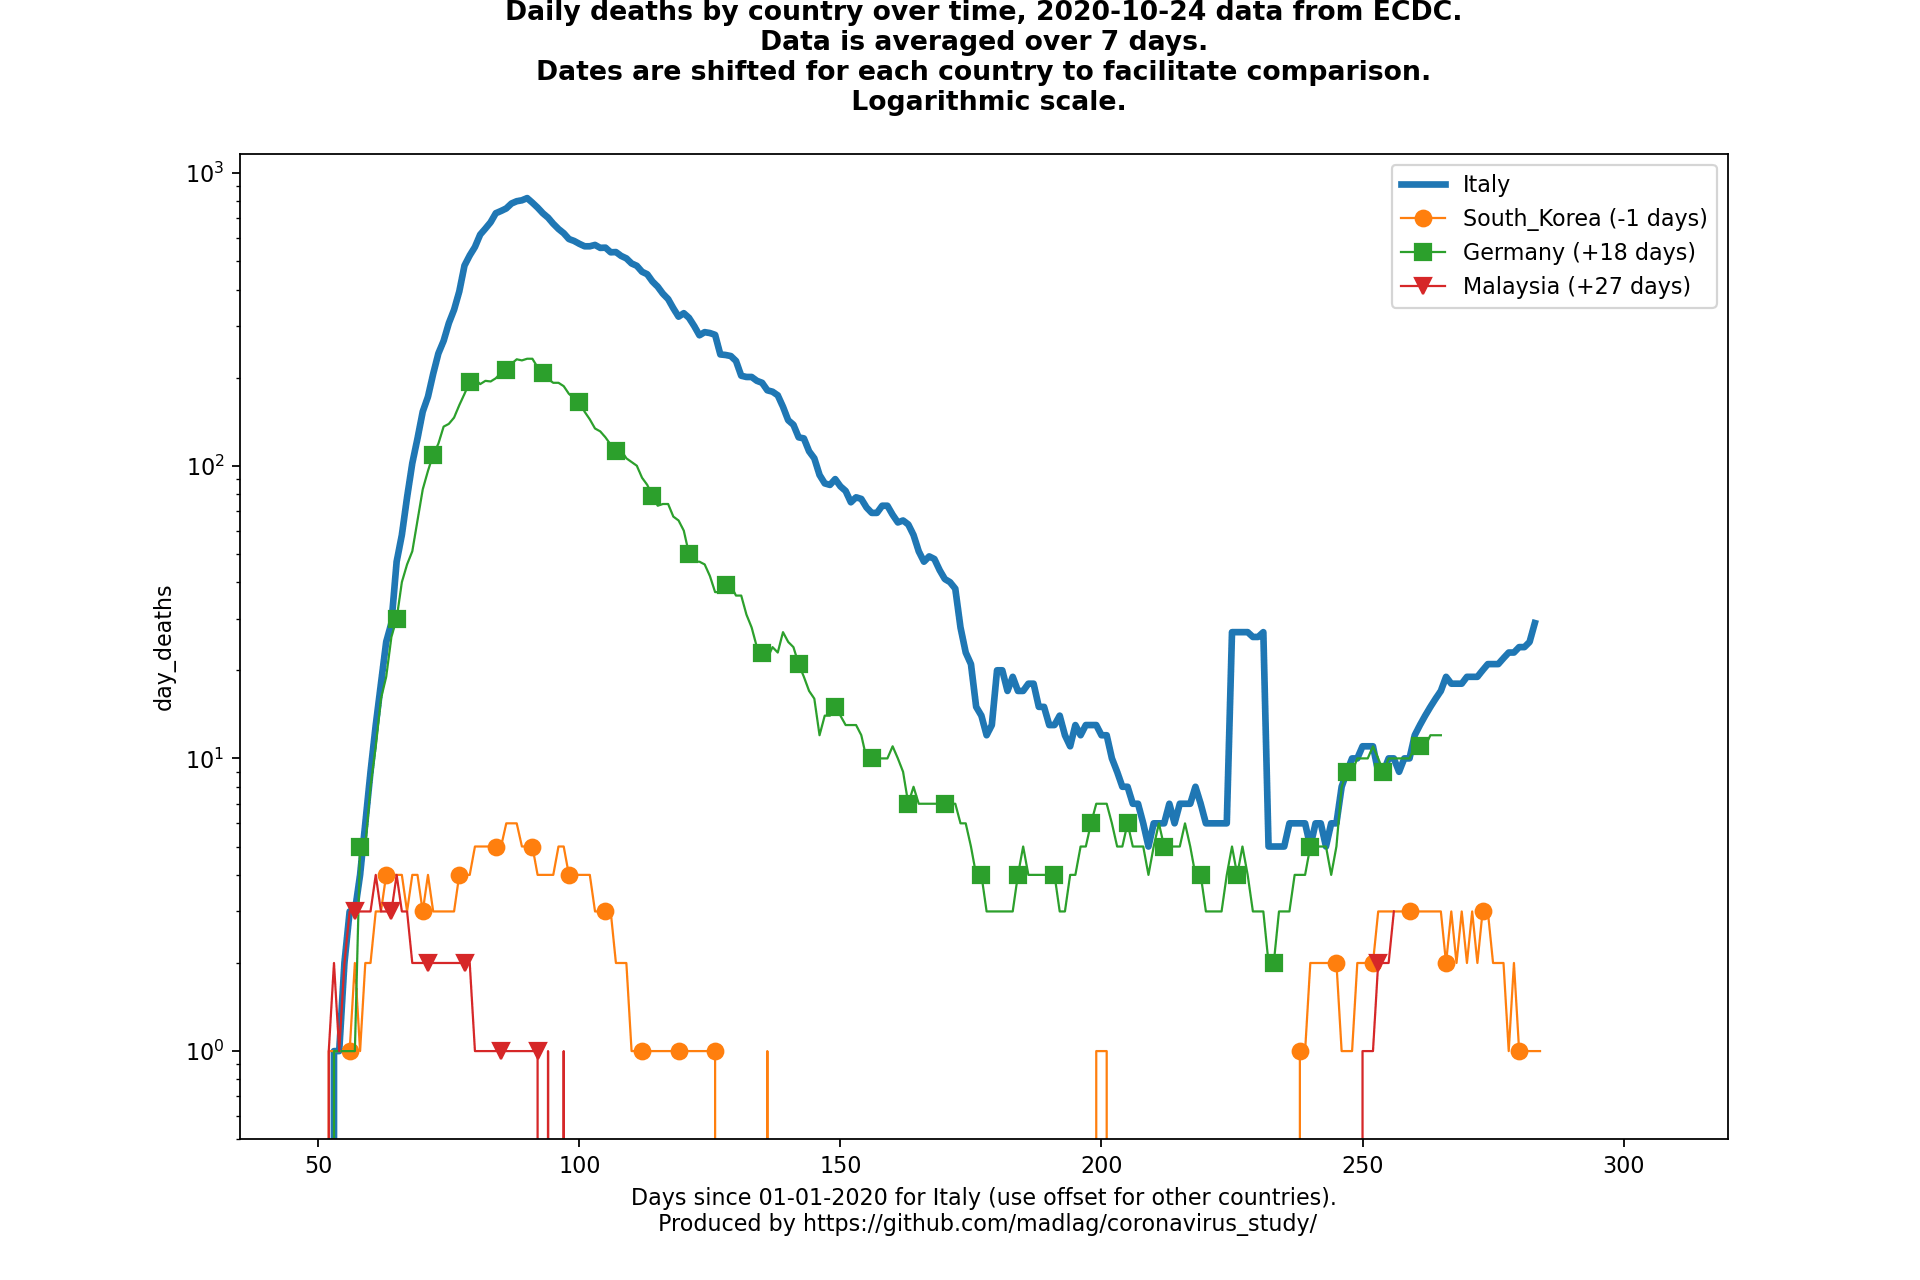 Daily deaths by country over time, 2020-10-24 data from ECDC.
Data is averaged over 7 days.
Dates are shifted for each country to facilitate comparison.
Logarithmic scale.
10³
10²
10¹
10⁰
day_deaths
Italy
South_Korea (-1 days)
Germany (+18 days)
Malaysia (+27 days)
50 100 150 200 250 300
Days since 01-01-2020 for Italy (use offset for other countries).
Produced by https://github.com/madlag/coronavirus_study/